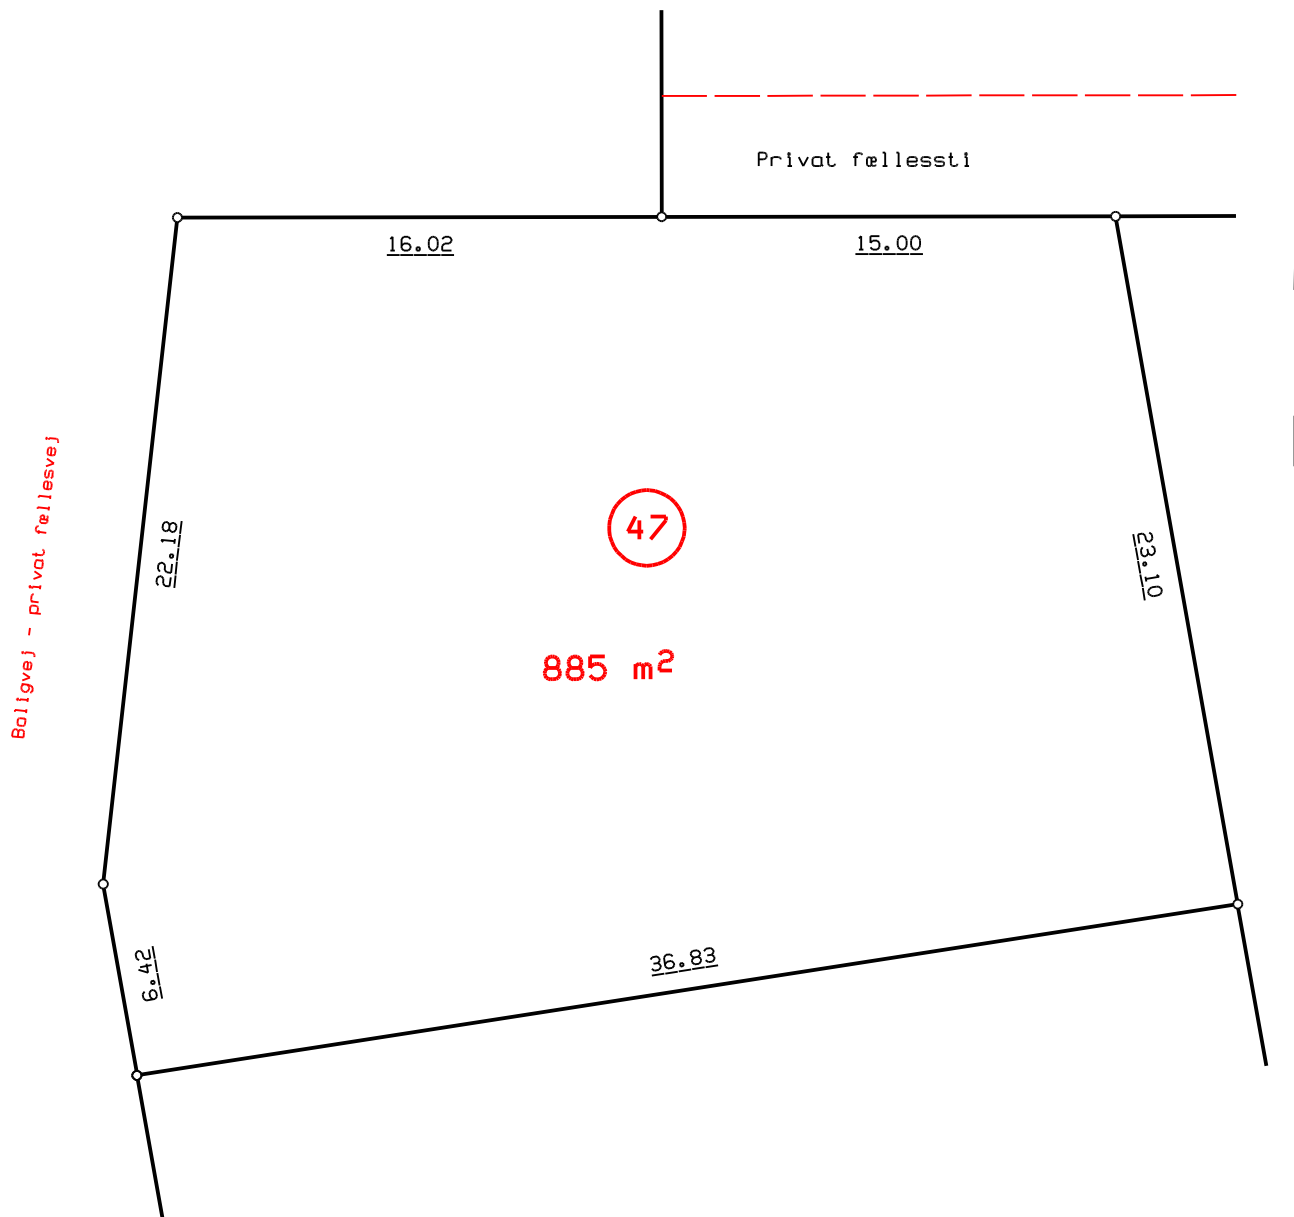 Privat fællessti
16.02
15.00
Boligvej - privat fællesvej
22.18
47
23.10
885 m²
36.83
6.42